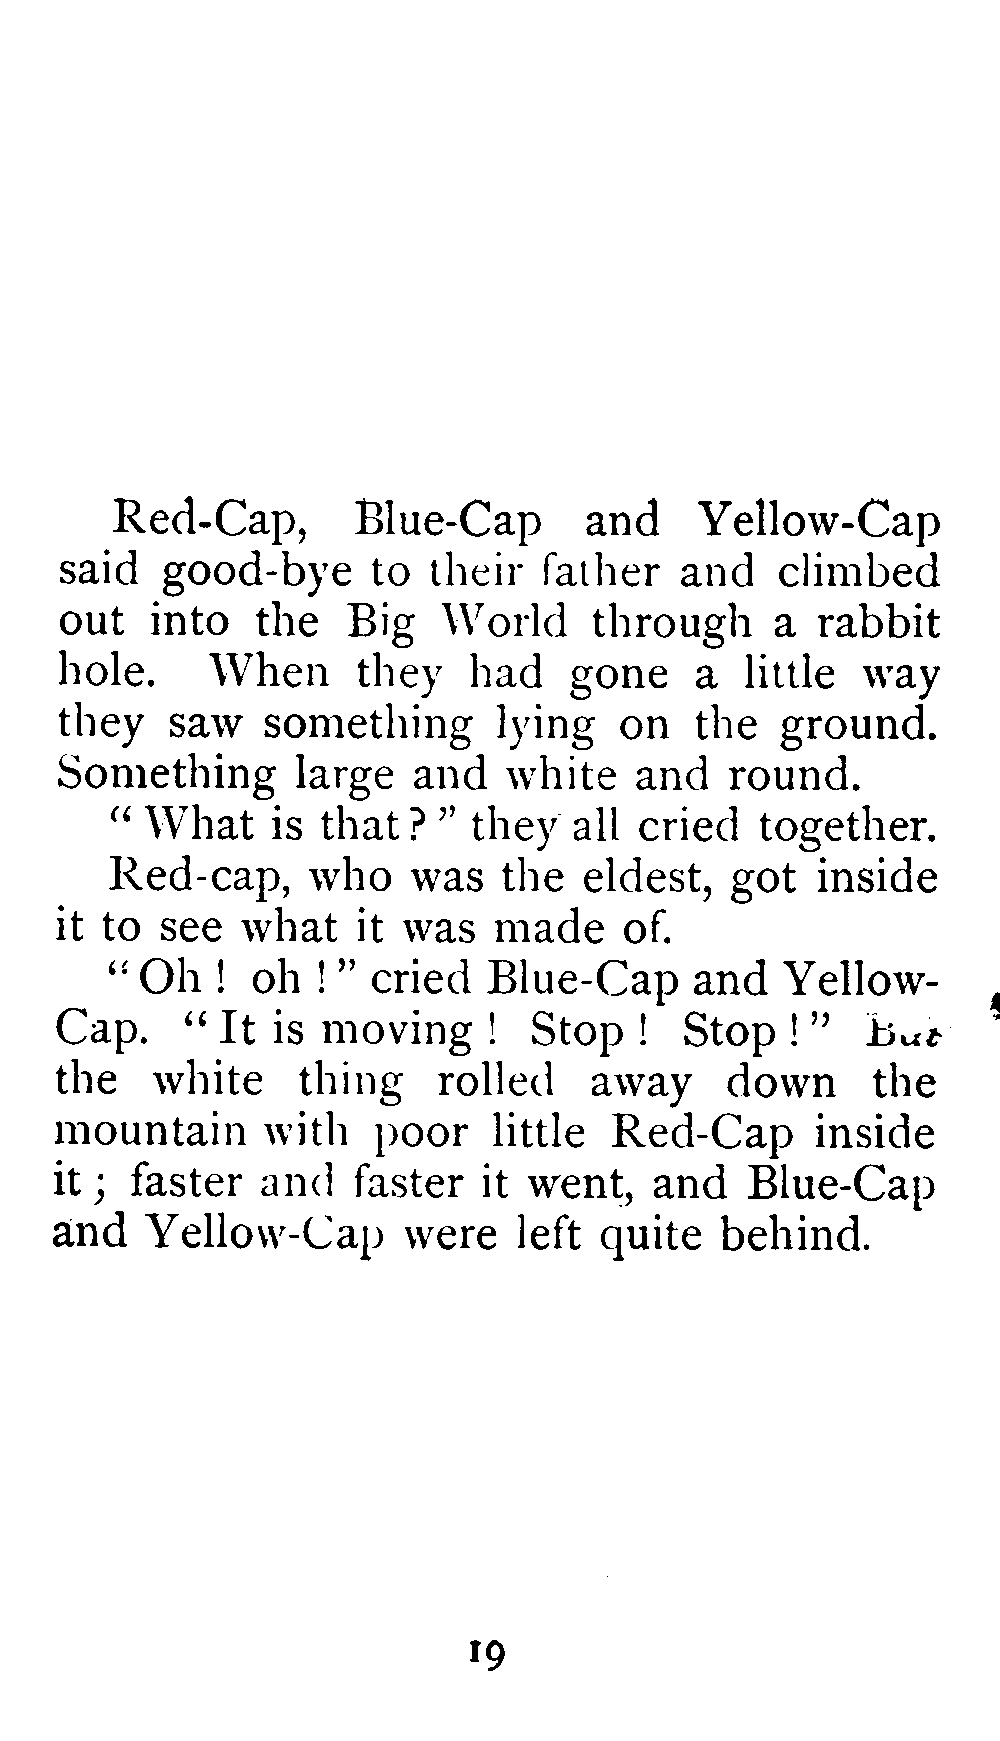 Red-Cap, Blue-Cap and Yellow-Cap
said good-bye to their father and climbed
out into the Big World through a rabbit
hole. When they had gone a little way
they saw something lying on the ground.
Something large and white and round.
“ What is that ? ” they all cried together.
Red-cap, who was the eldest, got inside
it to see what it was made of.
“ Oh ! oh ! ” cried Blue-Cap and Yellow-
Cap. “ It is moving ! Stop ! Stop ! ” But
the white thing rolled away down the
mountain with poor little Red-Cap inside
it ; faster and faster it went, and Blue-Cap
and Yellow-Cap were left quite behind.
19